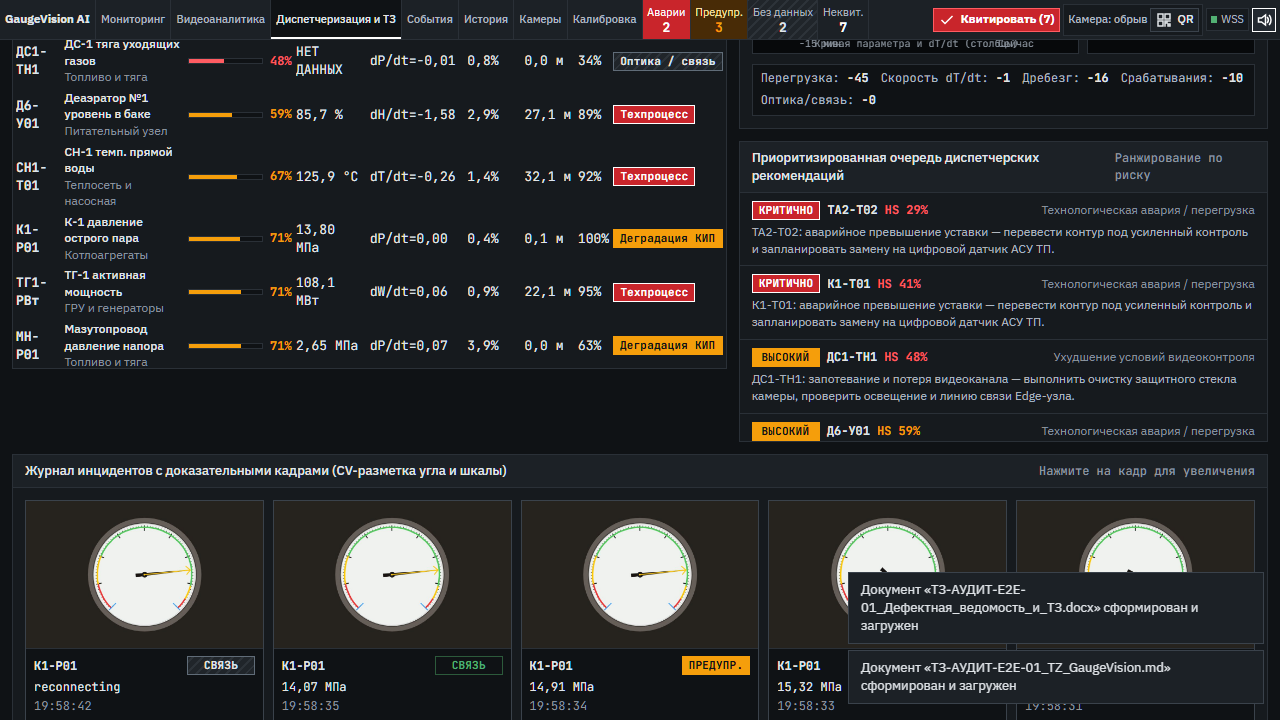 GaugeVision AI Мониторинг Видеоаналитика Диспетчеризация и ТЗ События История Камеры Калибровка Аварии 2 Предупр. 3 Без данных 2 Неквит. 7 Квитировать (7) Камера: обрыв QR WSS
ДС1-ТН1 ДС-1 тяга уходящих газов Топливо и тяга 48% НЕТ ДАННЫХ dP/dt=-0,01 0,8% 0,0 м 34% Оптика / связь
Д6-У01 Деаэратор №1 уровень в баке Питательный узел 59% 85,7 % dH/dt=-1,58 2,9% 27,1 м 89% Техпроцесс
СН1-Т01 СН-1 темп. прямой воды Теплосеть и насосная 67% 125,9 °C dT/dt=-0,26 1,4% 32,1 м 92% Техпроцесс
К1-Р01 К-1 давление острого пара Котлоагрегаты 71% 13,80 МПа dP/dt=0,00 0,4% 0,1 м 100% Деградация КИП
ТГ1-РВт ТГ-1 активная мощность ГРУ и генераторы 71% 108,1 МВт dW/dt=0,06 0,9% 22,1 м 95% Техпроцесс
МН-Р01 Мазутопровод давление напора Топливо и тяга 71% 2,65 МПа dP/dt=0,07 3,9% 0,0 м 63% Деградация КИП
параметра и dT/dt
Перегрузка: -45 Скорость dT/dt: -1 Дребезг: -16 Срабатывания: -10
Оптика/связь: -0
Приоритизированная очередь диспетчерских
рекомендаций
Ранжирование по
риску
КРИТИЧНО ТА2-Т02 HS 29% Технологическая авария / перегрузка
ТА2-Т02: аварийное превышение уставки — перевести контур под усиленный контроль
и запланировать замену на цифровой датчик АСУ ТП.
КРИТИЧНО К1-Т01 HS 41% Технологическая авария / перегрузка
К1-Т01: аварийное превышение уставки — перевести контур под усиленный контроль и
запланировать замену на цифровой датчик АСУ ТП.
ВЫСОКИЙ ДС1-ТН1 HS 48% Ухудшение условий видеоконтроля
ДС1-ТН1: запотевание и потеря видеоканала — выполнить очистку защитного стекла
камеры, проверить освещение и линию связи Edge-узла.
ВЫСОКИЙ Д6-У01 HS 59% Технологическая авария / перегрузка
Журнал инцидентов с доказательными кадрами (CV-разметка угла и шкалы) Нажмите на кадр для увеличения
К1-Р01 СВЯЗЬ
reconnecting
19:58:42
К1-Р01 СВЯЗЬ
14,07 МПа
19:58:35
К1-Р01 ПРЕДУПР.
14,91 МПа
19:58:34
К1-Р01
15,32 МПа
19:58:33
19:58:31
Документ «ТЗ-АУДИТ-E2E-
01_Дефектная_ведомость_и_ТЗ.docx» сформирован и
загружен
Документ «ТЗ-АУДИТ-E2E-01_TZ_GaugeVision.md»
сформирован и загружен